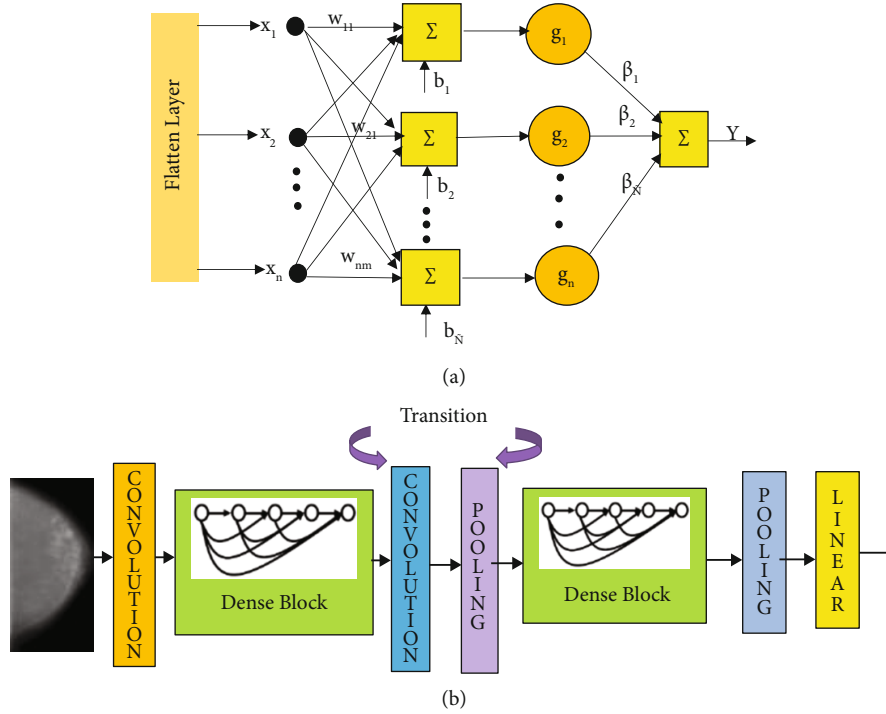 Flatten Layer
x1 w11 Σ g1
b1 β1
x2 w21 Σ g2 β2 Σ Y
b2 βÑ
xn wnm Σ gn
bÑ
(a)
Transition
CONVOLUTION
Dense Block
CONVOLUTION
POOLING
Dense Block
POOLING
LINEAR
(b)